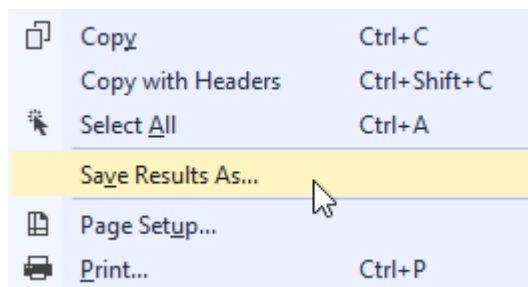 Copy Ctrl+C
Copy with Headers Ctrl+Shift+C
Select All Ctrl+A
Save Results As...
Page Setup...
Print... Ctrl+P